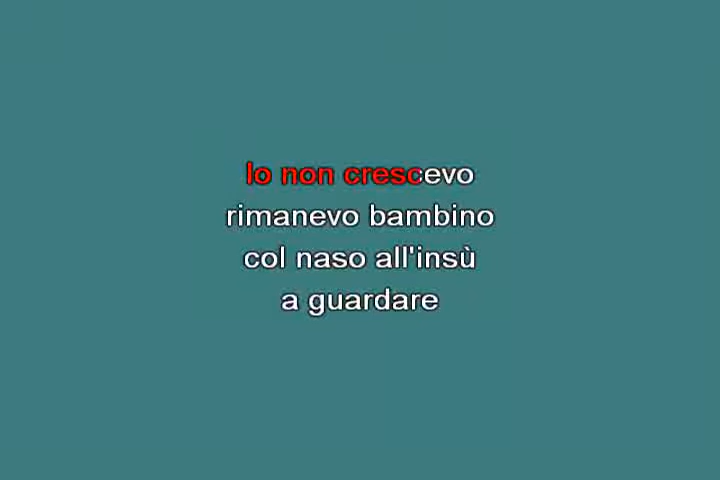 Io non crescevo
rimanevo bambino
col naso all'insù
a guardare